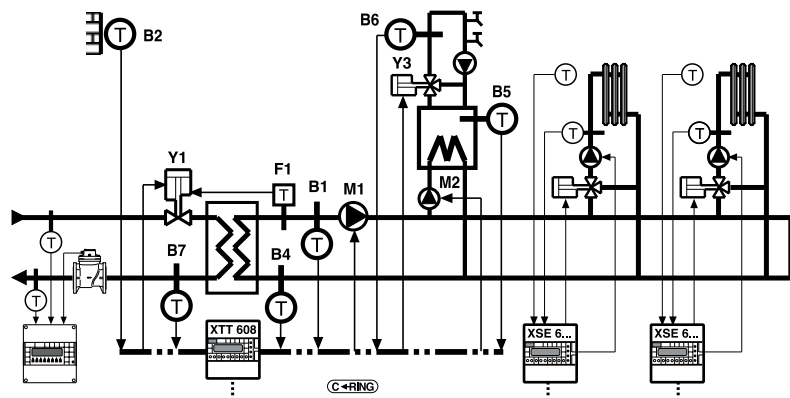 B2
T
B6
T
Y3
B5
T
T
T
T
T
Y1
F1
T
B1
T
M1
M2
T
B7
T
B4
T
T
XTT 608
XSE 6...
XSE 6...
C RING